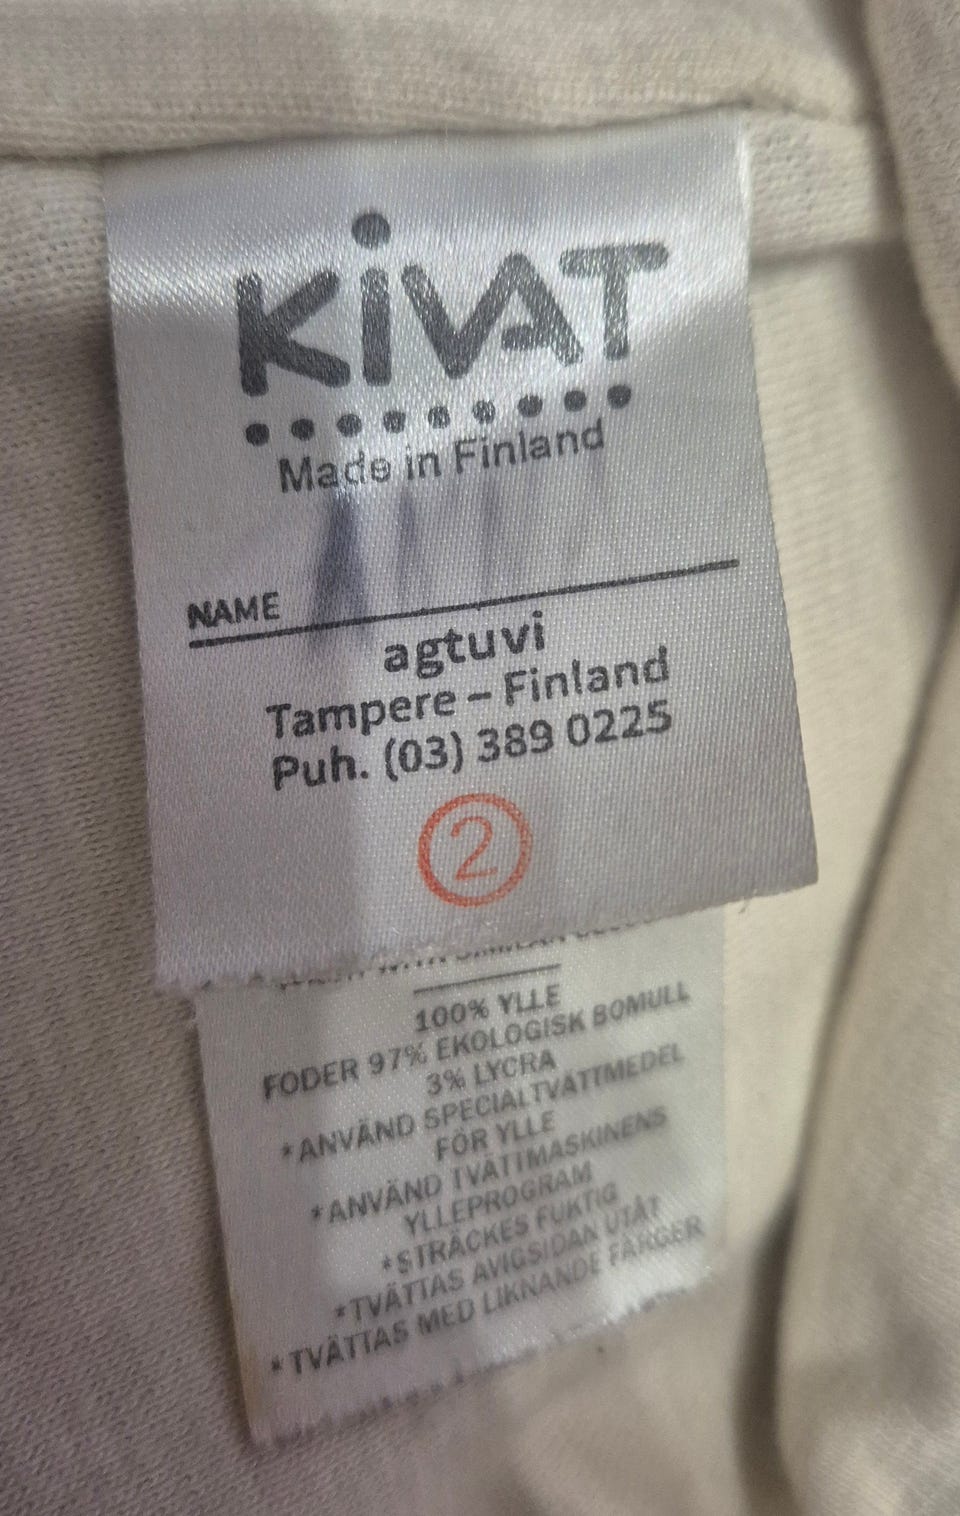 KiVAT
Made in Finland
NAME
agtuvi
Tampere – Finland
Puh. (03) 389 0225
2
100% YLLE
FODER 97% EKOLOGISK BOMULL
3% LYCRA
*ANVÄND SPECIALTVÄTTMEDEL
FÖR YLLE
*ANVÄND TVÄTTMASKINENS
YLLEPROGRAM
*STRÄCKES FUKTIG
*TVÄTTAS AVIGSIDAN UTÅT
*TVÄTTAS MED LIKNANDE FÄRGER